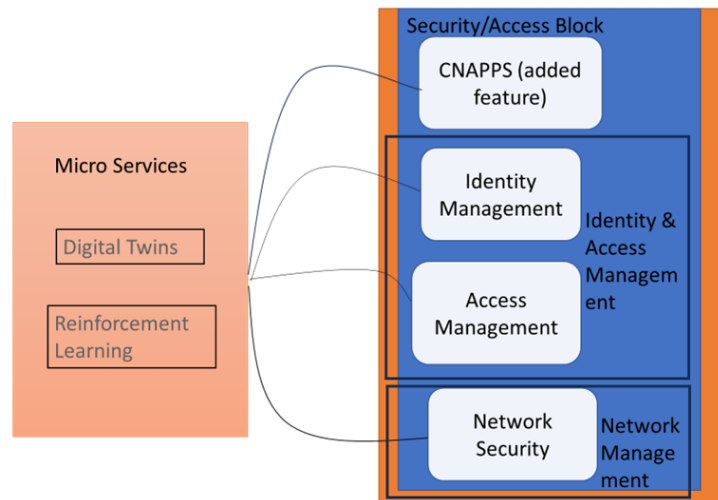 Security/Access Block
CNAPPS (added
feature)
Micro Services
Digital Twins
Reinforcement
Learning
Identity
Management
Access
Management
Identity &
Access
Managem
ent
Network
Security
Network
Manage
ment